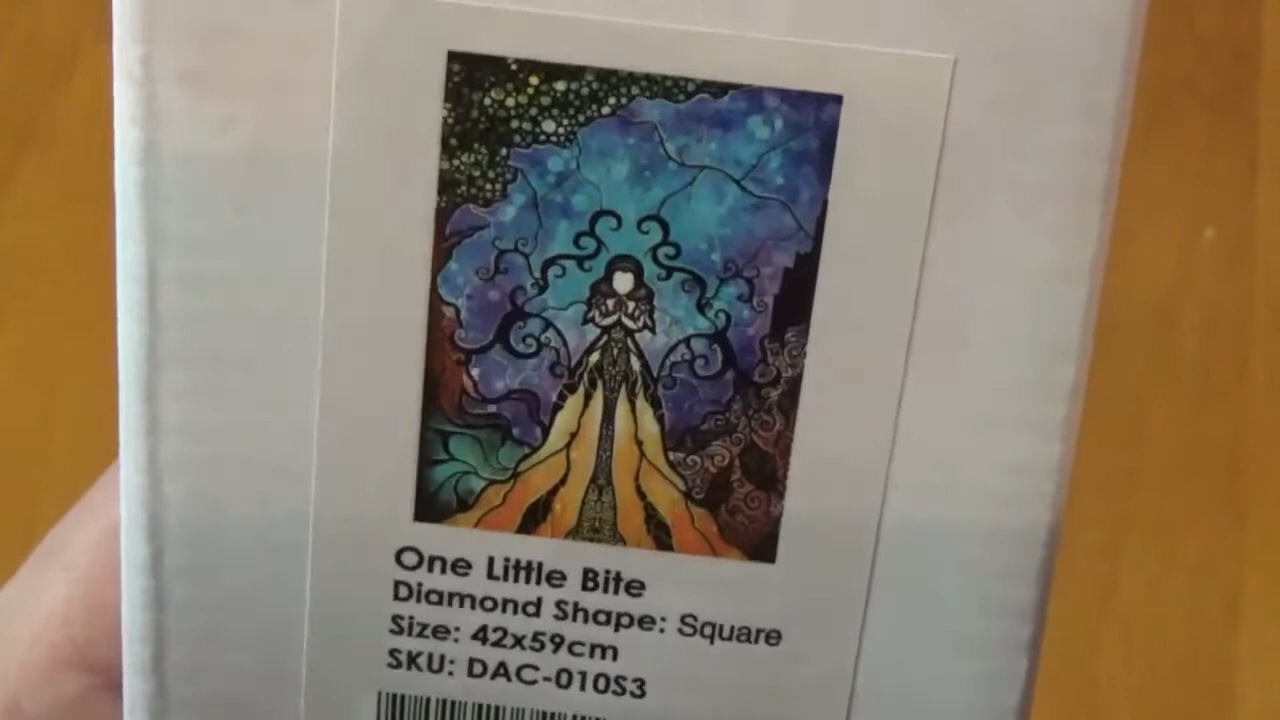 One Little Bite
Diamond Shape: Square
Size: 42x59cm
SKU: DAC-010S3